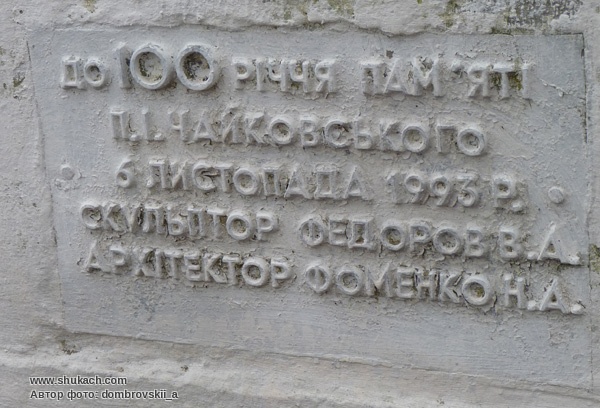 ДО 100 РІЧЧЯ ПАМ'ЯТІ
П.І.ЧАЙКОВСЬКОГО
6 ЛИСТОПАДА 1993 Р.
СКУЛЬПТОР ФЕДОРОВ В.А.
АРХІТЕКТОР ФОМЕНКО Н.А.
www.shukach.com
Автор фото: dombrovskii_a